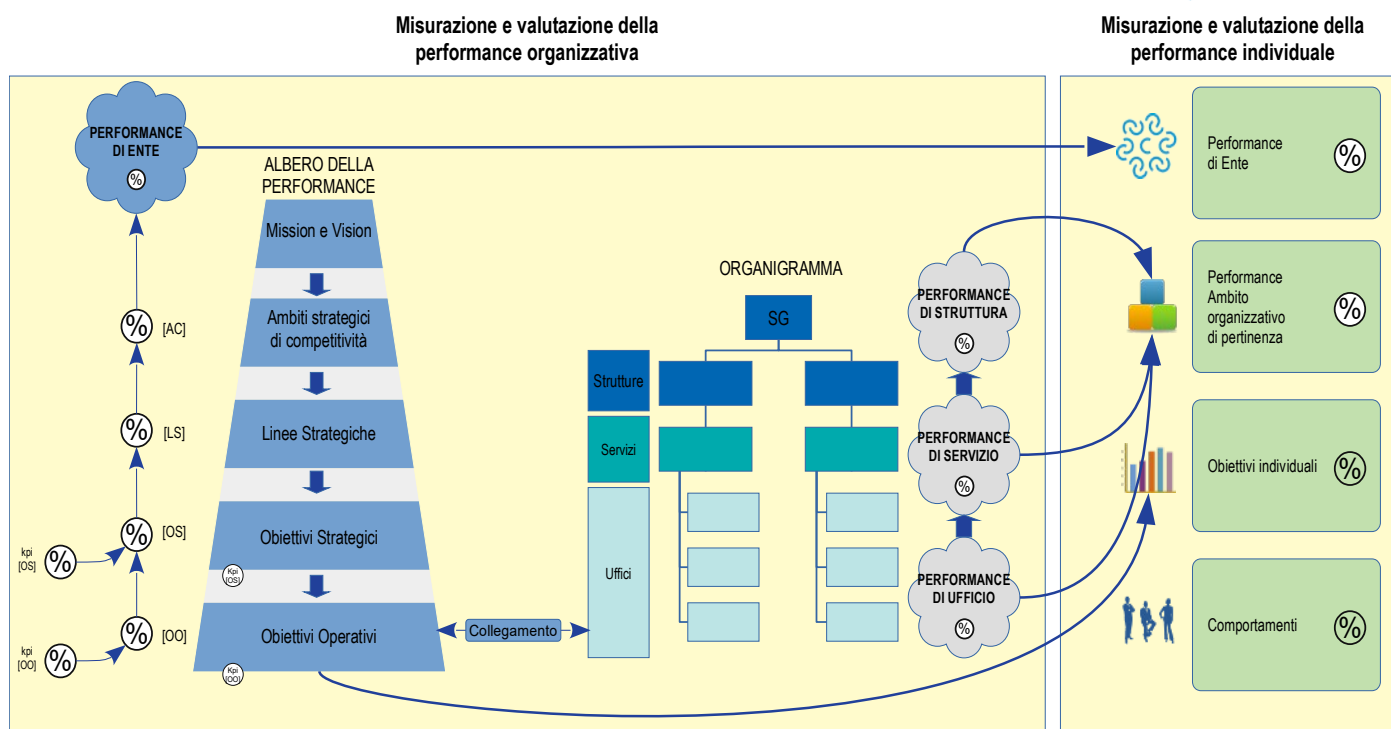 Misurazione e valutazione della
performance organizzativa
Misurazione e valutazione della
performance individuale
PERFORMANCE
DI ENTE
%
ALBERO DELLA
PERFORMANCE
Mission e Vision
Ambiti strategici
di competitività
Linee Strategiche
Obiettivi Strategici
Kpi
[OS]
Obiettivi Operativi
Kpi
[OO]
% [AC]
% [LS]
% [OS]
kpi
[OS]
%
% [OO]
kpi
[OO]
%
Collegamento
ORGANIGRAMMA
SG
Strutture
Servizi
Uffici
PERFORMANCE
DI STRUTTURA
%
PERFORMANCE
DI SERVIZIO
%
PERFORMANCE
DI UFFICIO
%
Performance
di Ente
%
Performance
Ambito
organizzativo
di pertinenza
%
Obiettivi individuali
%
Comportamenti
%